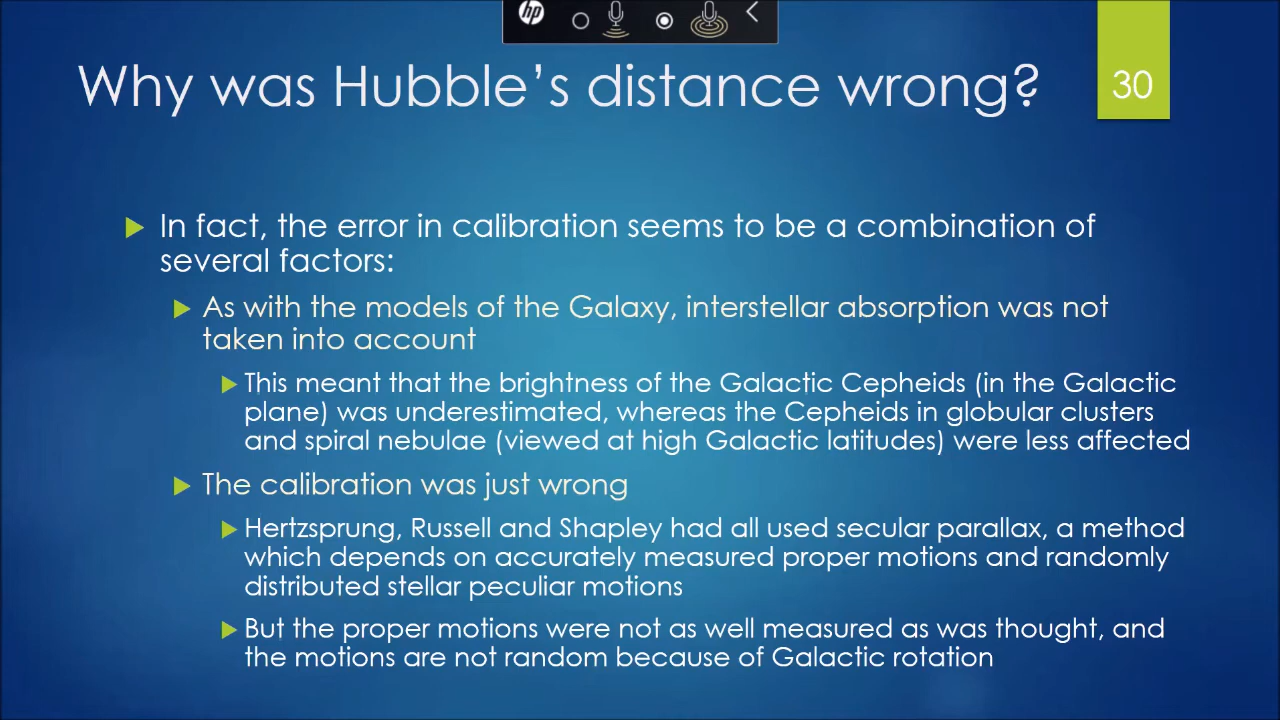 hp
Why was Hubble’s distance wrong?
30
In fact, the error in calibration seems to be a combination of
several factors:
As with the models of the Galaxy, interstellar absorption was not
taken into account
This meant that the brightness of the Galactic Cepheids (in the Galactic
plane) was underestimated, whereas the Cepheids in globular clusters
and spiral nebulae (viewed at high Galactic latitudes) were less affected
The calibration was just wrong
Hertzsprung, Russell and Shapley had all used secular parallax, a method
which depends on accurately measured proper motions and randomly
distributed stellar peculiar motions
But the proper motions were not as well measured as was thought, and
the motions are not random because of Galactic rotation